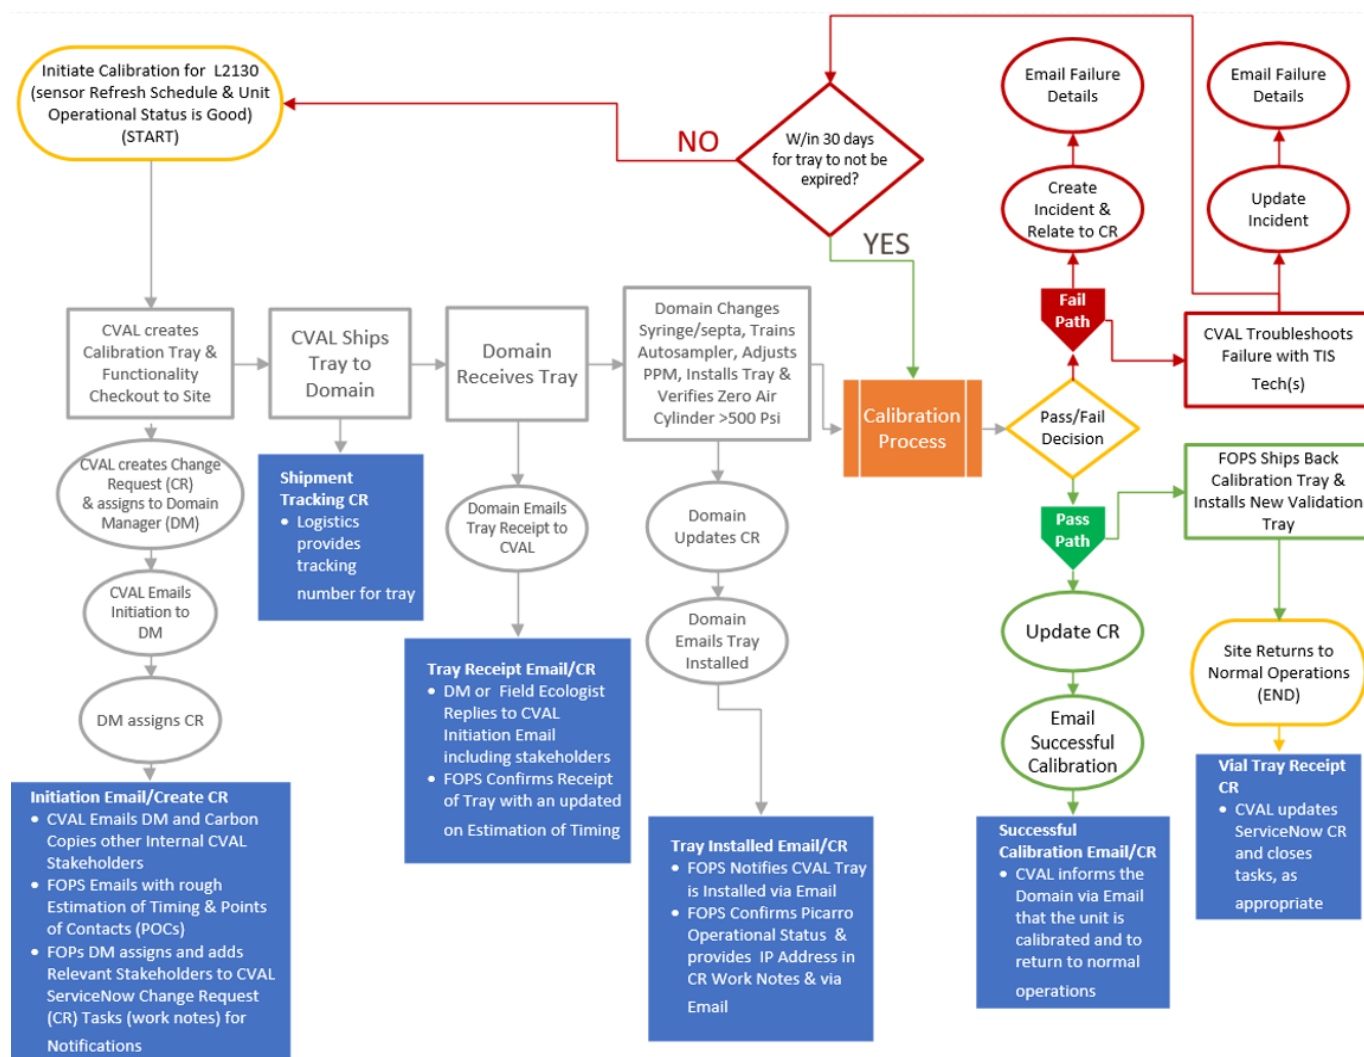 Initiate Calibration for L2130
(sensor Refresh Schedule & Unit
Operational Status is Good)
(START)
NO
W/in 30 days
for tray to not be
expired?
YES
Email Failure
Details
Email Failure
Details
Create
Incident &
Relate to CR
Update
Incident
Fail
Path
CVAL Troubleshoots
Failure with TIS
Tech(s)
CVAL creates
Calibration Tray &
Functionality
Checkout to Site
CVAL Ships
Tray to
Domain
Domain
Receives Tray
Domain Changes
Syringe/septa, Trains
Autosampler, Adjusts
PPM, Installs Tray &
Verifies Zero Air
Cylinder >500 Psi
Calibration
Process
Pass/Fail
Decision
CVAL creates Change
Request (CR)
& assigns to Domain
Manager (DM)
CVAL Emails
Initiation to
DM
DM assigns CR
Shipment
Tracking CR
• Logistics
provides
tracking
number for tray
Domain Emails
Tray Receipt to
CVAL
Domain
Updates CR
Domain
Emails Tray
Installed
Pass
Path
FOPS Ships Back
Calibration Tray &
Installs New Validation
Tray
Update CR
Email
Successful
Calibration
Site Returns to
Normal Operations
(END)
Initiation Email/Create CR
• CVAL Emails DM and Carbon
Copies other Internal CVAL
Stakeholders
• FOPS Emails with rough
Estimation of Timing & Points
of Contacts (POCs)
• FOPs DM assigns and adds
Relevant Stakeholders to CVAL
ServiceNow Change Request
(CR) Tasks (work notes) for
Notifications
Tray Receipt Email/CR
• DM or Field Ecologist
Replies to CVAL
Initiation Email
including stakeholders
• FOPS Confirms Receipt
of Tray with an updated
on Estimation of Timing
Tray Installed Email/CR
• FOPS Notifies CVAL Tray
is Installed via Email
• FOPS Confirms Picarro
Operational Status &
provides IP Address in
CR Work Notes & via
Email
Successful
Calibration Email/CR
• CVAL informs the
Domain via Email
that the unit is
calibrated and to
return to normal
operations
Vial Tray Receipt
CR
• CVAL updates
ServiceNow CR
and closes
tasks, as
appropriate